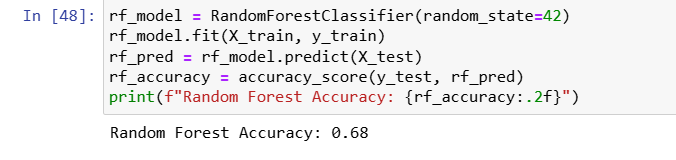 In [48]: rf_model = RandomForestClassifier(random_state=42)
rf_model.fit(X_train, y_train)
rf_pred = rf_model.predict(X_test)
rf_accuracy = accuracy_score(y_test, rf_pred)
print(f"Random Forest Accuracy: {rf_accuracy:.2f}")
Random Forest Accuracy: 0.68